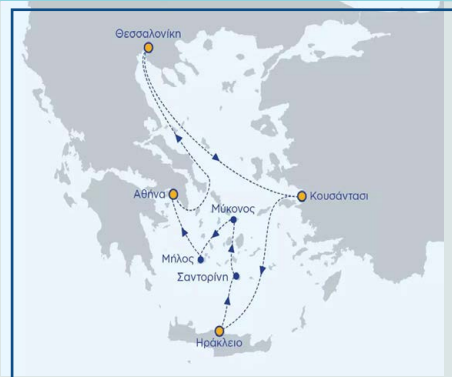 Θεσσαλονίκη
Αθήνα
Κουσάντασι
Μύκονος
Μήλος
Σαντορίνη
Ηράκλειο